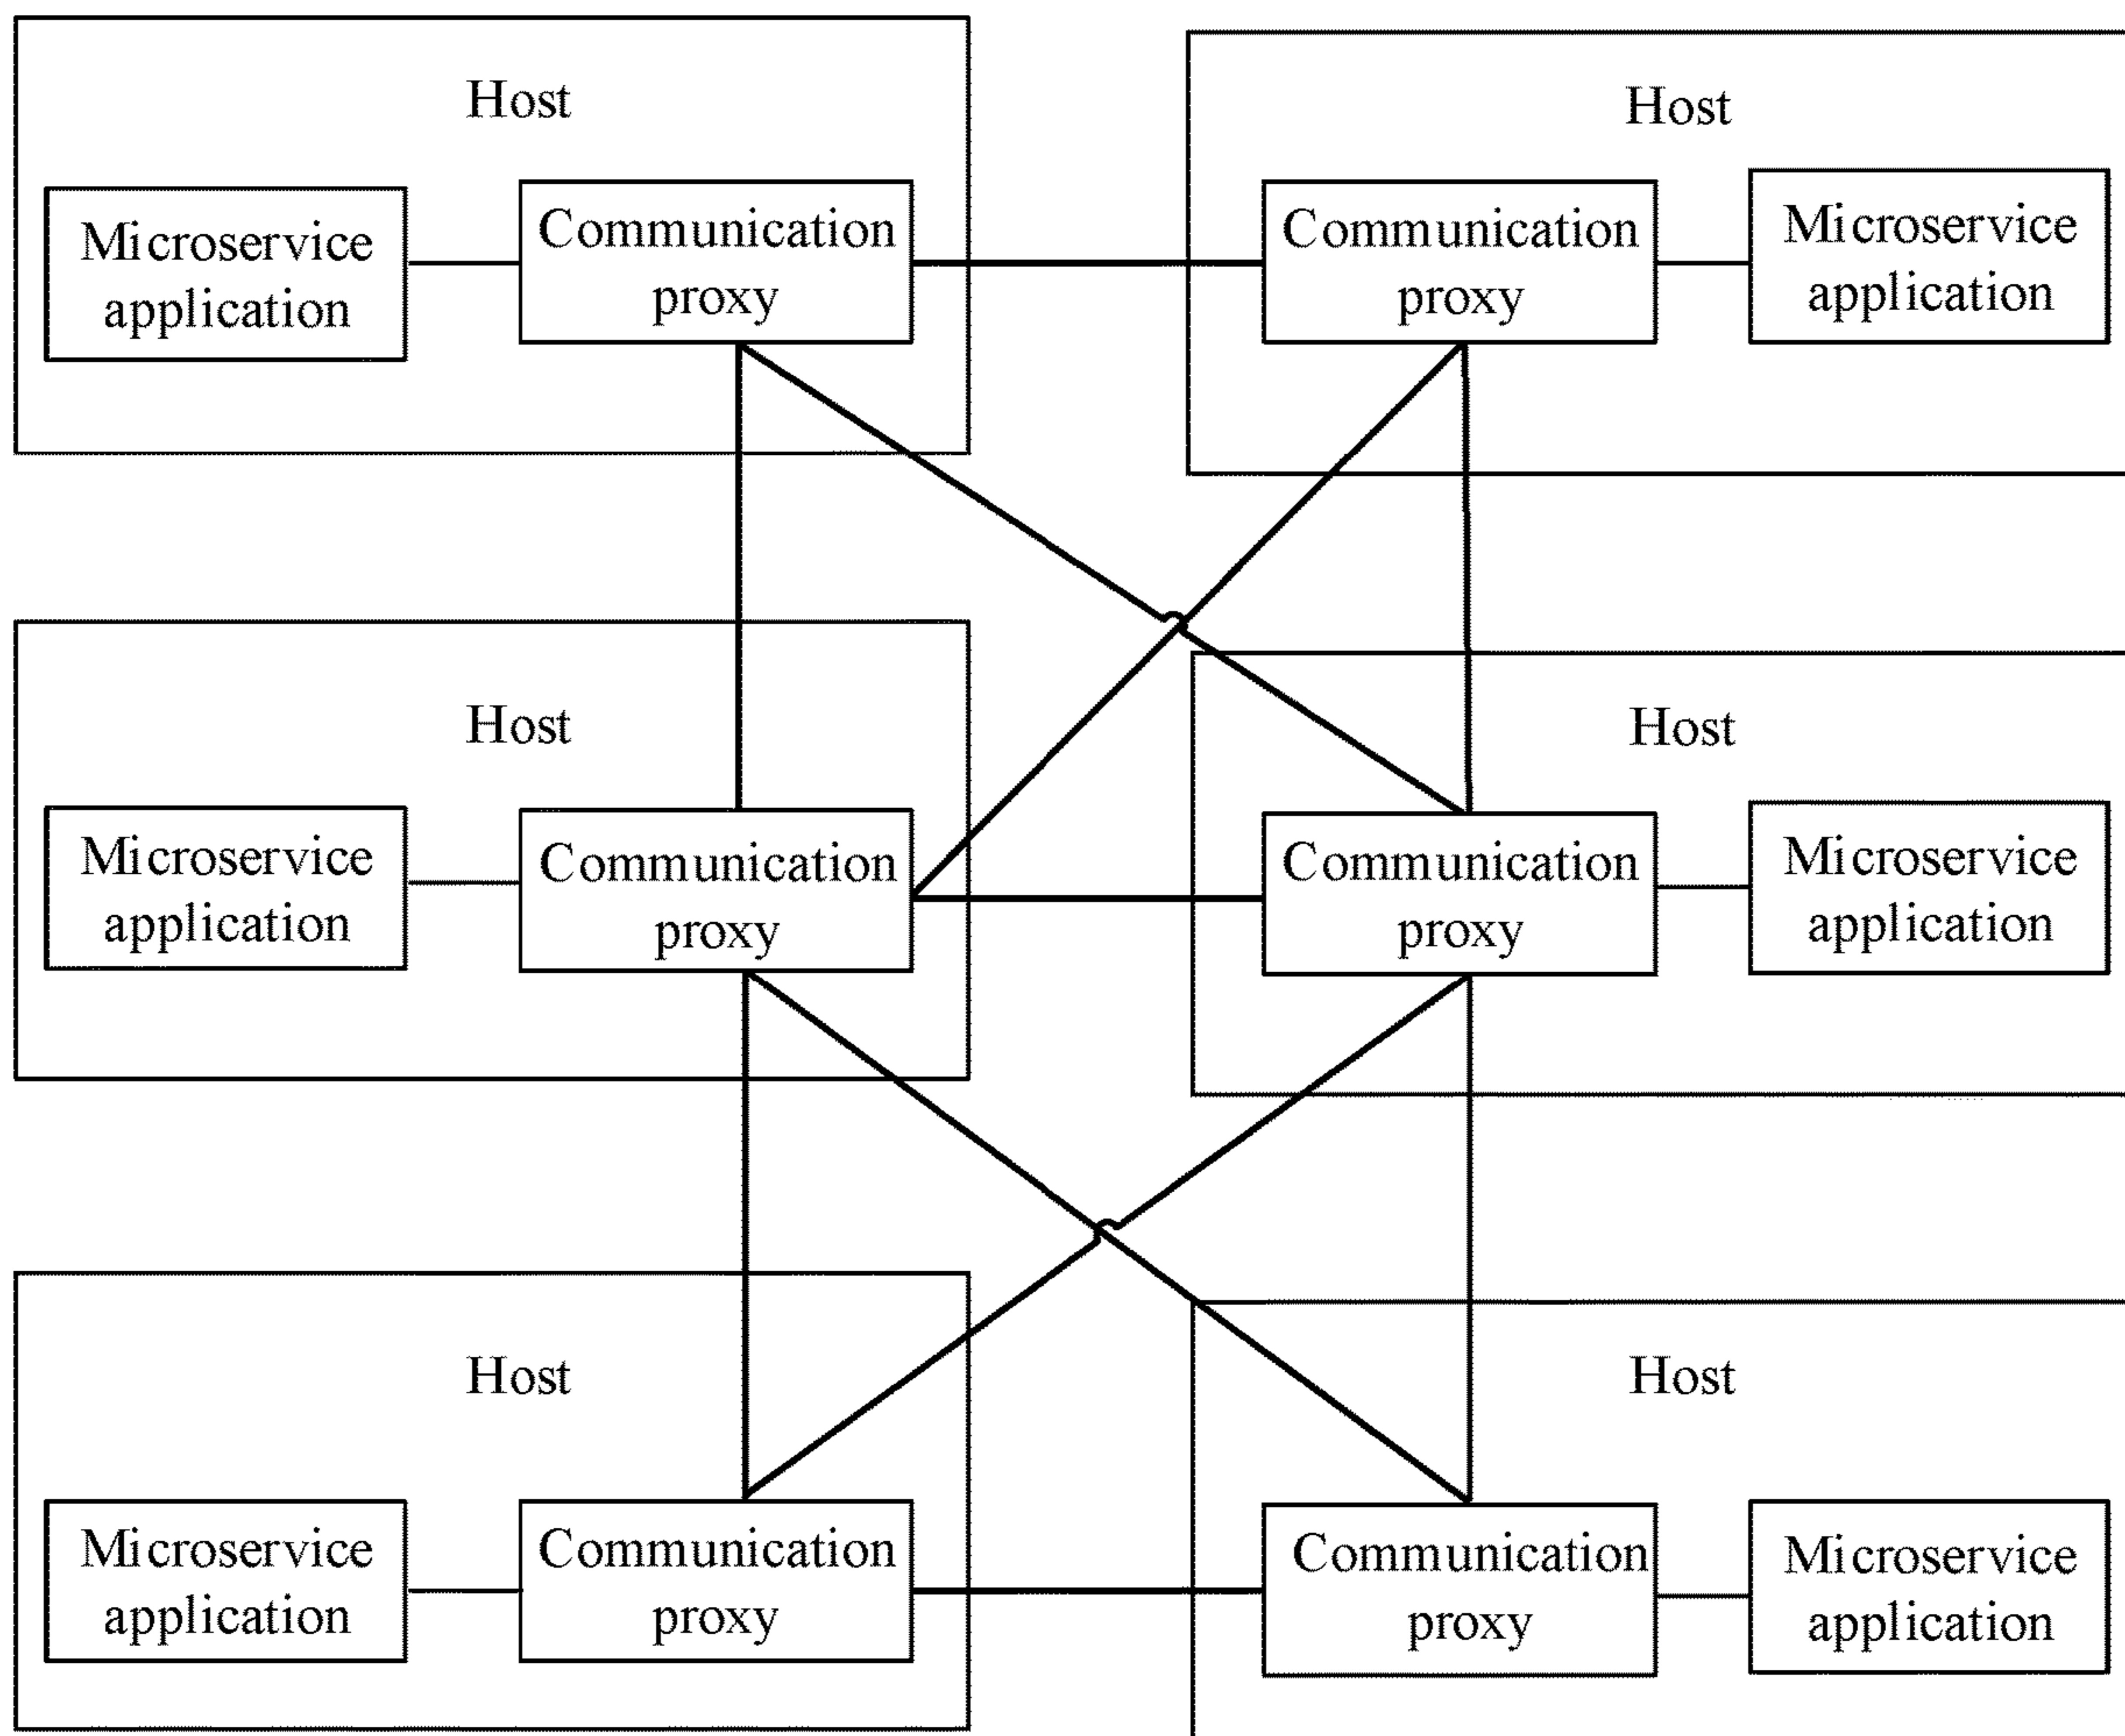 Host
Microservice
application
Communication
proxy
Host
Communication
proxy
Microservice
application
Host
Microservice
application
Communication
proxy
Host
Communication
proxy
Microservice
application
Host
Microservice
application
Communication
proxy
Host
Communication
proxy
Microservice
application